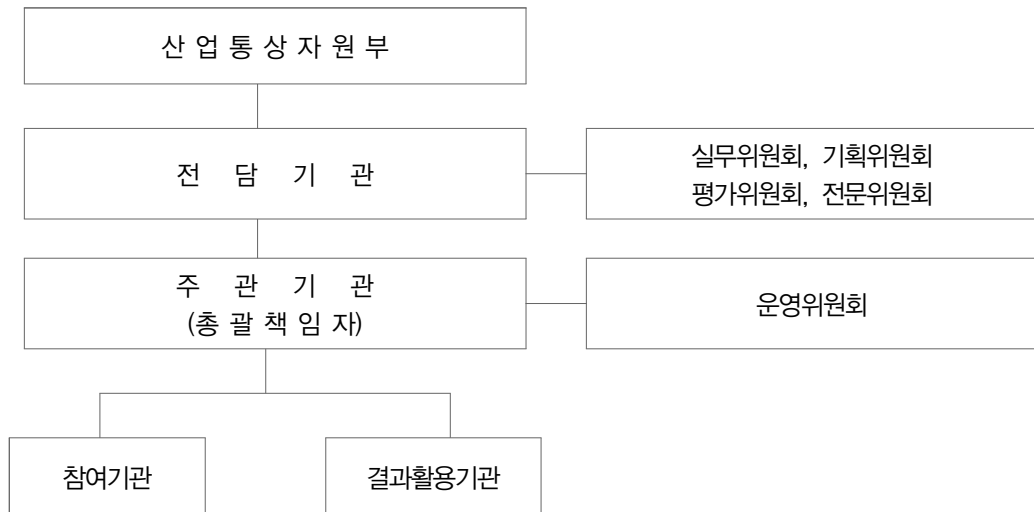 산 업 통 상 자 원 부
전 담 기 관
실무위원회, 기획위원회
평가위원회, 전문위원회
주 관 기 관
(총 괄 책 임 자)
운영위원회
참여기관
결과활용기관